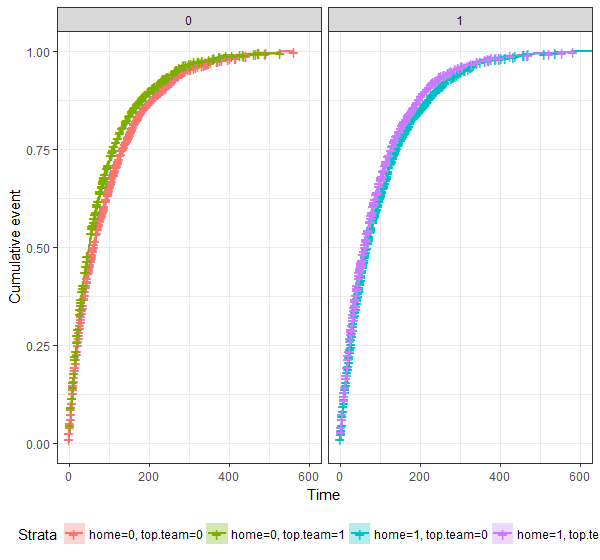 0 1
1.00
0.75
0.50
0.25
0.00
Cumulative event
0 200 400 600 0 200 400 600
Time
Strata home=0, top.team=0 home=0, top.team=1 home=1, top.team=0 home=1, top.te